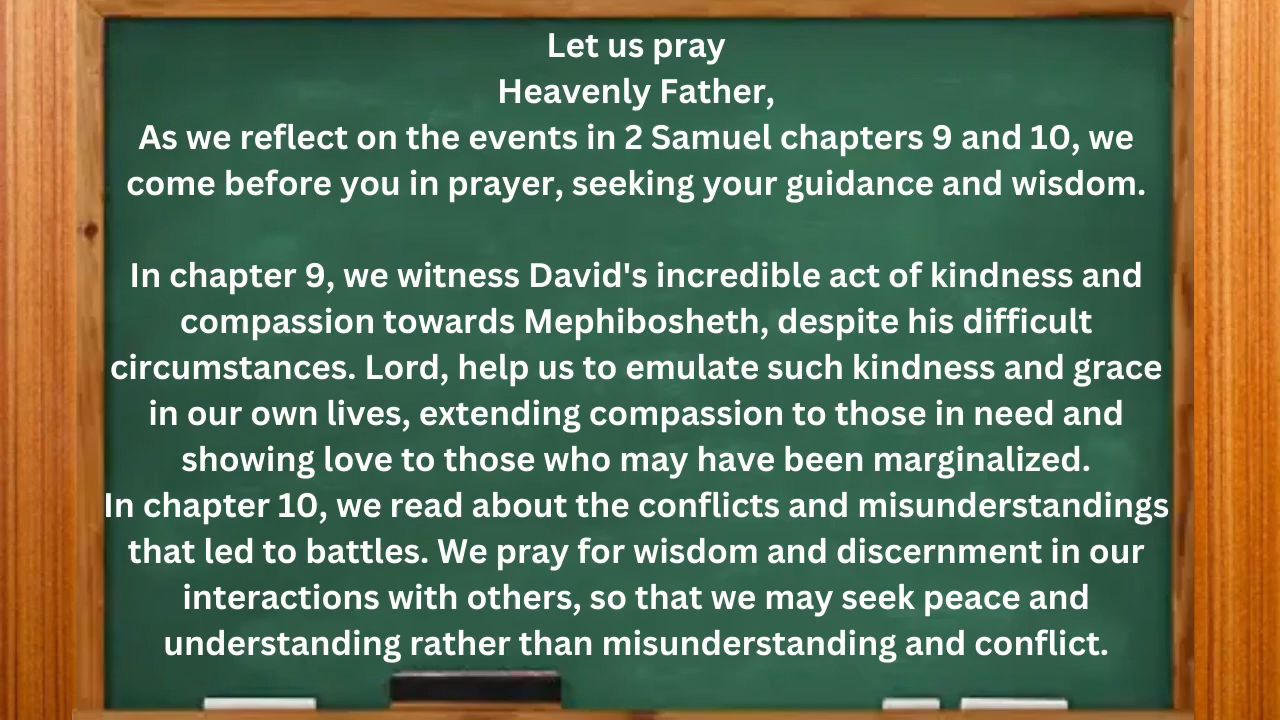 Let us pray
Heavenly Father,
As we reflect on the events in 2 Samuel chapters 9 and 10, we
come before you in prayer, seeking your guidance and wisdom.
In chapter 9, we witness David's incredible act of kindness and
compassion towards Mephibosheth, despite his difficult
circumstances. Lord, help us to emulate such kindness and grace
in our own lives, extending compassion to those in need and
showing love to those who may have been marginalized.
In chapter 10, we read about the conflicts and misunderstandings
that led to battles. We pray for wisdom and discernment in our
interactions with others, so that we may seek peace and
understanding rather than misunderstanding and conflict.